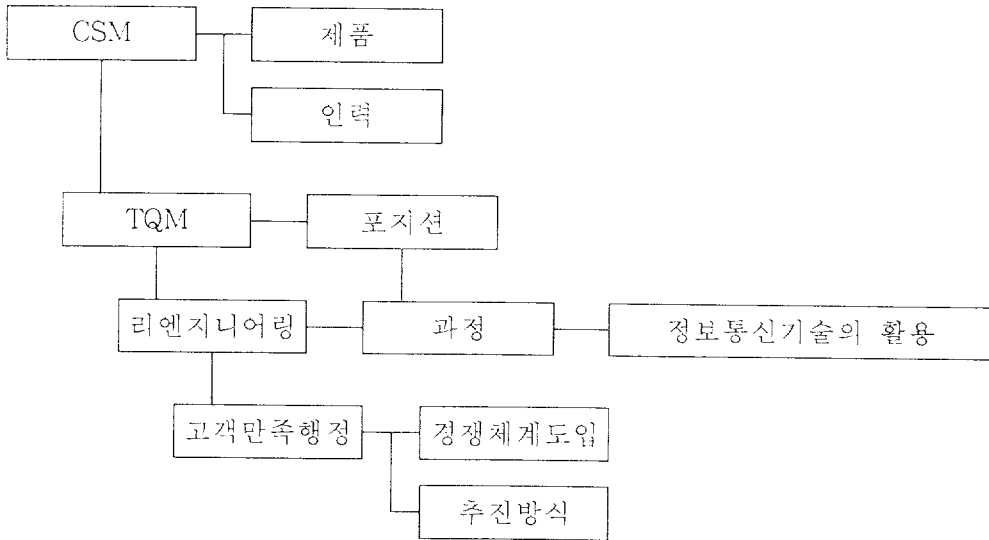 CSM
제품
인력
TQM
포지션
리엔지니어링
과정
정보통신기술의 활용
고객만족행정
경쟁체계도입
추진방식